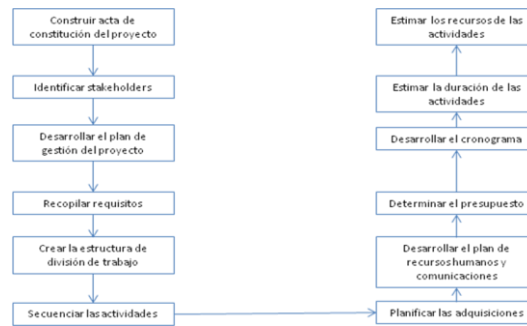 Construir acta de
constitución del proyecto
Identificar stakeholders
Desarrollar el plan de
gestión del proyecto
Recopilar requisitos
Crear la estructura de
división de trabajo
Secuenciar las actividades
Planificar las adquisiciones
Desarrollar el plan de
recursos humanos y
comunicaciones
Determinar el presupuesto
Desarrollar el cronograma
Estimar la duración de las
actividades
Estimar los recursos de las
actividades